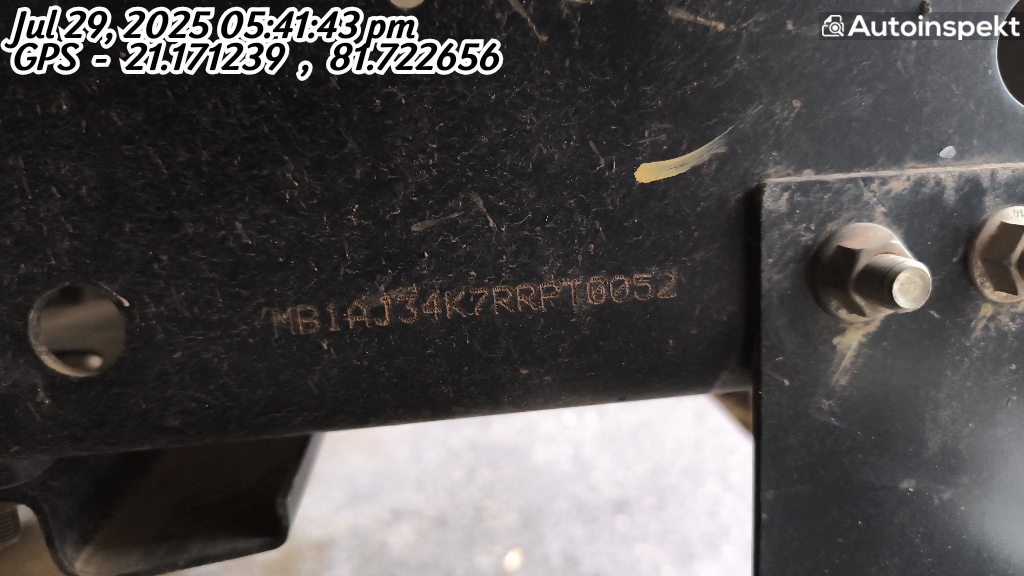 Jul 29, 2025 05:41:43 pm
GPS - 21.171239 , 81.722656
Autoinspekt
MB1AJ34K7RRPT0052